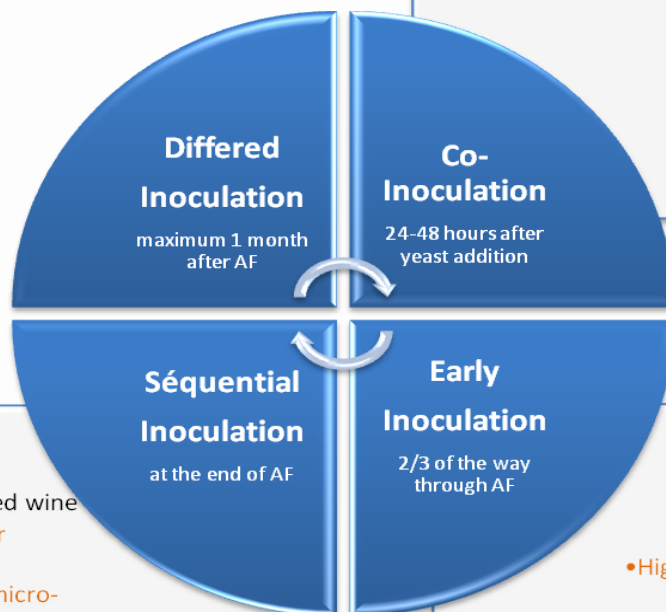 Differed
Inoculation
maximum 1 month
after AF
Co-
Inoculation
24-48 hours after
yeast addition
Séquential
Inoculation
at the end of AF
Early
Inoculation
2/3 of the way
through AF
wine
micro-